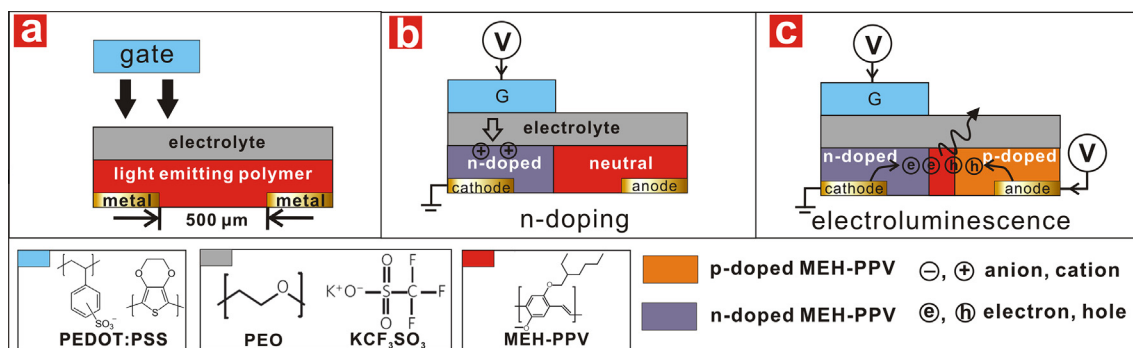 a
gate
electrolyte
light emitting polymer
metal
metal
500 µm
b
V
G
electrolyte
n-doped
neutral
cathode
anode
n-doping
c
V
G
n-doped
p-doped
e e h h
V
cathode
anode
electroluminescence
SO₃⁻
O O
S
PEDOT:PSS
O
PEO
K⁺O⁻
O
S
O
F
F
F
KCF₃SO₃
O
O
MEH-PPV
p-doped MEH-PPV
n-doped MEH-PPV
⊖, ⊕ anion, cation
ⓔ, ⓗ electron, hole